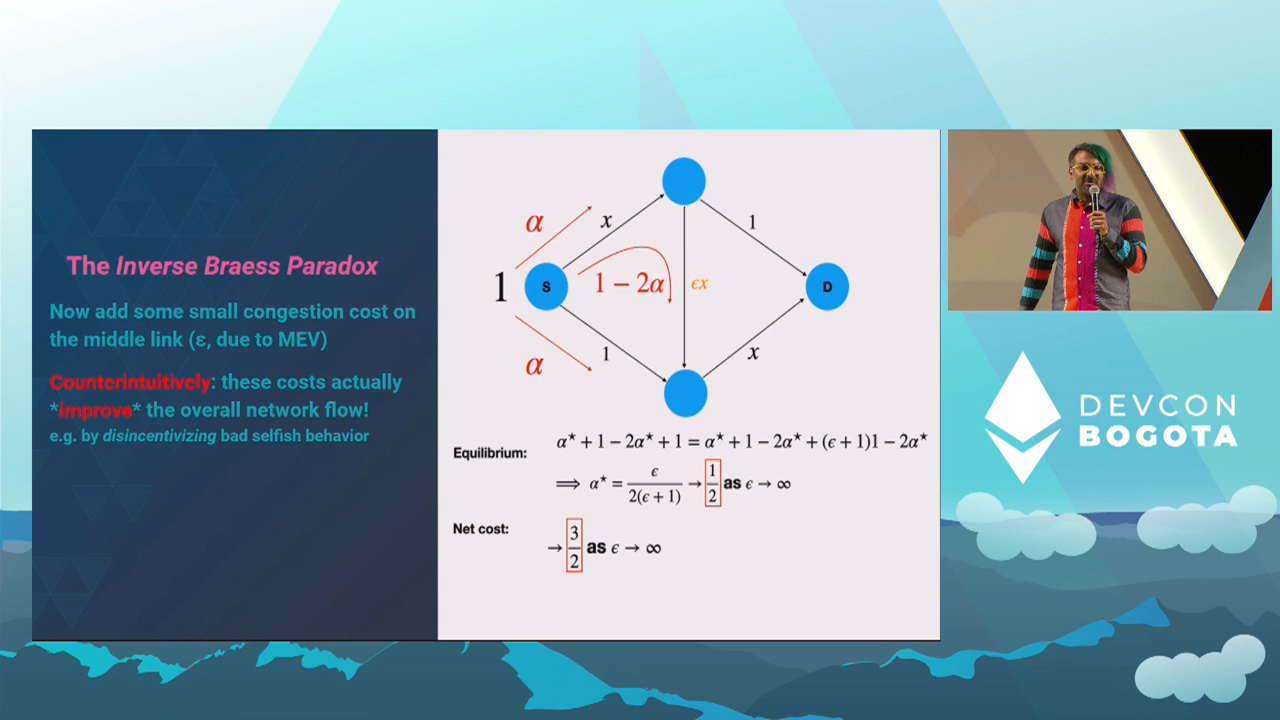 The Inverse Braess Paradox
Now add some small congestion cost on
the middle link (ε, due to MEV)
Counterintuitively: these costs actually
*improve* the overall network flow!
e.g. by disincentivizing bad selfish behavior
α
x
1
1
S
1 − 2α
ϵx
D
α
1
x
Equilibrium:
α* + 1 − 2α* + 1 = α* + 1 − 2α* + (ϵ + 1)1 − 2α*
⟹ α* = ϵ / 2(ϵ + 1) → 1/2 as ϵ → ∞
Net cost:
→ 3/2 as ϵ → ∞
DEVCON
BOGOTA